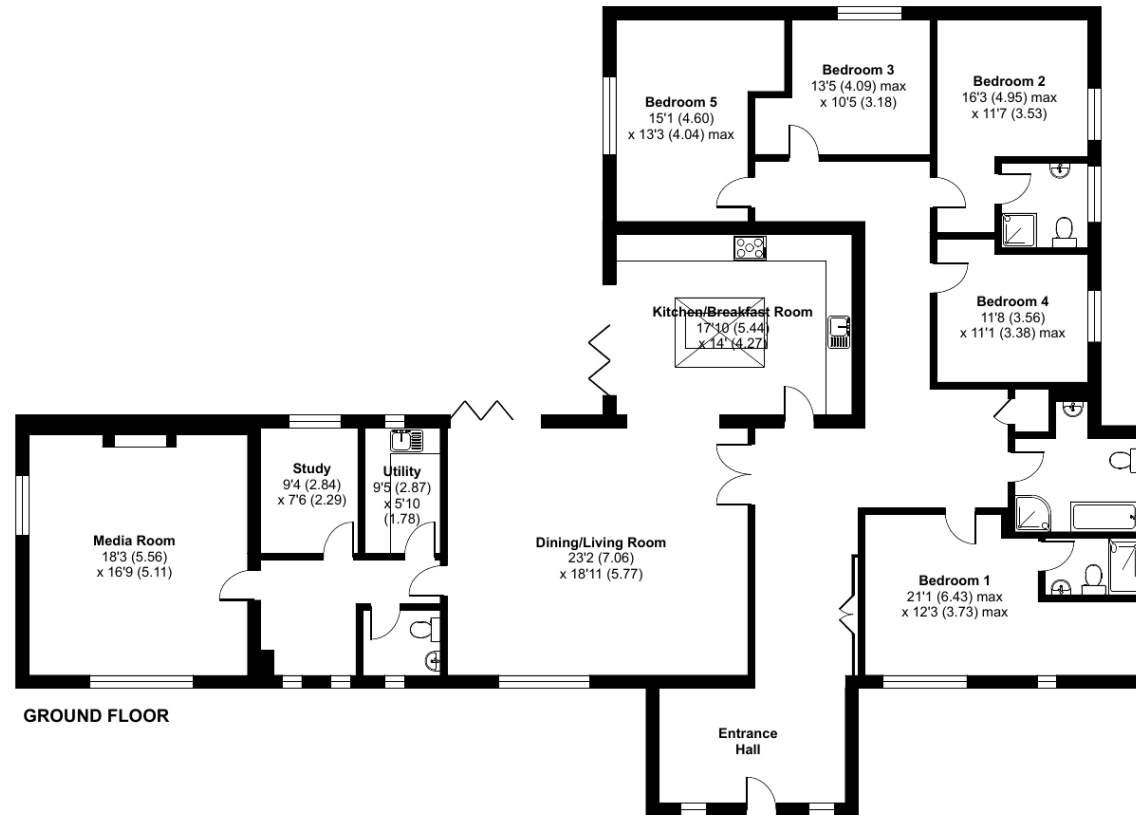 Bedroom 5
15'1 (4.60)
x 13'3 (4.04) max
Bedroom 3
13'5 (4.09) max
x 10'5 (3.18)
Bedroom 2
16'3 (4.95) max
x 11'7 (3.53)
Kitchen/Breakfast Room
17'10 (5.44)
x 14' (4.27)
Bedroom 4
11'8 (3.56)
x 11'1 (3.38) max
Media Room
18'3 (5.56)
x 16'9 (5.11)
Study
9'4 (2.84)
x 7'6 (2.29)
Utility
9'5 (2.87)
x 5'10
(1.78)
Dining/Living Room
23'2 (7.06)
x 18'11 (5.77)
Bedroom 1
21'1 (6.43) max
x 12'3 (3.73) max
Entrance
Hall
GROUND FLOOR